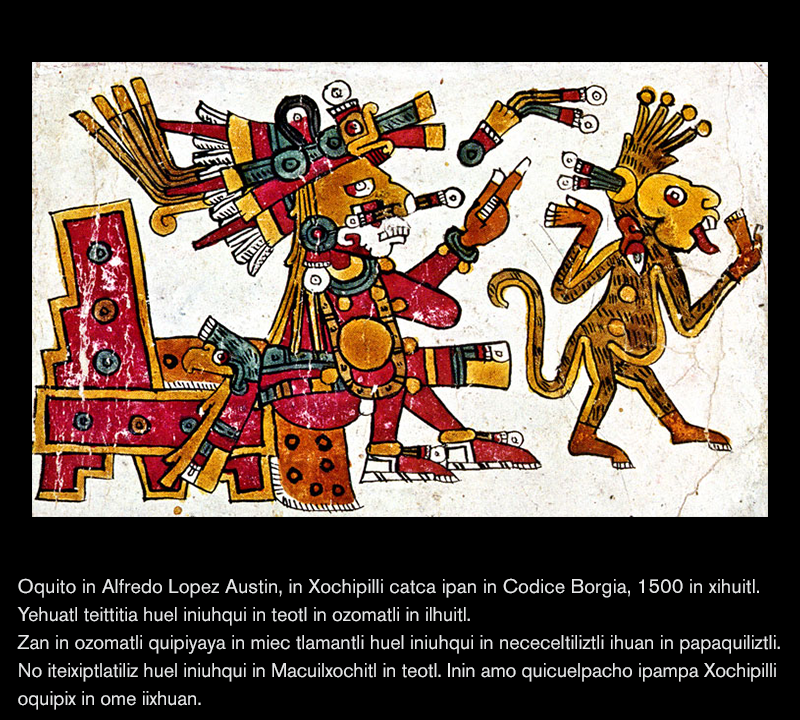 Oquito in Alfredo Lopez Austin, in Xochipilli catca ipan in Codice Borgia, 1500 in xihuitl.
Yehuatl teittitia huel iniuhqui in teotl in ozomatli in ilhuitl.
Zan in ozomatli quipiyaya in miec tlamantli huel iniuhqui in nececeltiliztli ihuan in papaquiliztli.
No iteixiptlatiliz huel iniuhqui in Macuilxochitl in teotl. Inin amo quicuelpacho ipampa Xochipilli
oquipix in ome iixhuan.